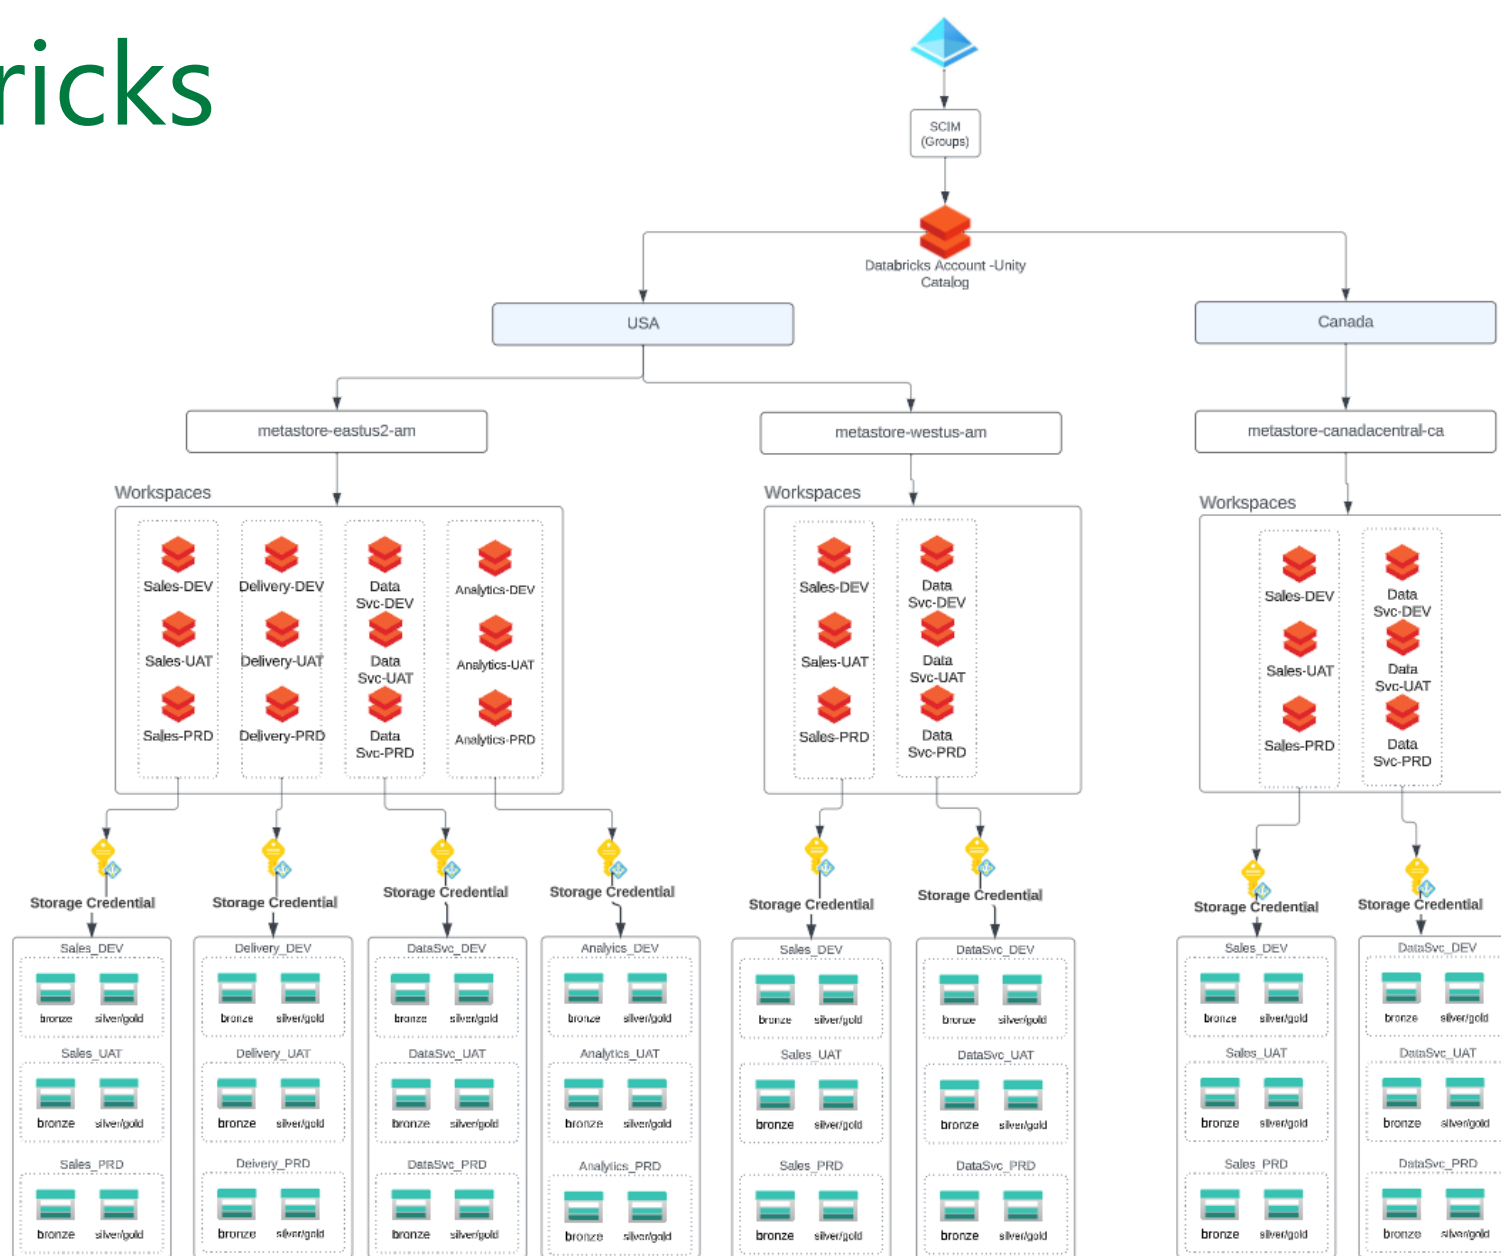 ricks
SCIM
(Groups)
Databricks Account -Unity
Catalog
USA
Canada
metastore-eastus2-am
metastore-westus-am
metastore-canadacentral-ca
Workspaces
Sales-DEV
Delivery-DEV
Data
Svc-DEV
Analytics-DEV
Sales-UAT
Delivery-UAT
Data
Svc-UAT
Analytics-UAT
Sales-PRD
Delivery-PRD
Data
Svc-PRD
Analytics-PRD
Workspaces
Sales-DEV
Data
Svc-DEV
Sales-UAT
Data
Svc-UAT
Sales-PRD
Data
Svc-PRD
Workspaces
Sales-DEV
Data
Svc-DEV
Sales-UAT
Data
Svc-UAT
Sales-PRD
Data
Svc-PRD
Storage Credential
Storage Credential
Storage Credential
Storage Credential
Storage Credential
Storage Credential
Storage Credential
Storage Credential
Sales_DEV
bronze silver/gold
Sales_UAT
bronze silver/gold
Sales_PRD
bronze silver/gold
Delivery_DEV
bronze silver/gold
Delivery_UAT
bronze silver/gold
Deivery_PRD
bronze silver/gold
DataSvc_DEV
bronze silver/gold
DataSvc_UAT
bronze silver/gold
DataSvc_PRD
bronze silver/gold
Analyics_DEV
bronze silver/gold
Analytics_UAT
bronze silver/gold
Analytics_PRD
bronze silver/gold
Sales_DEV
bronze silver/gold
Sales_UAT
bronze silver/gold
Sales_PRD
bronze silver/gold
DataSvc_DEV
bronze silver/gold
DataSvc_UAT
bronze silver/gold
DataSvc_PRD
bronze silver/gold
Sales_DEV
bronze silver/gold
Sales_UAT
bronze silver/gold
Sales_PRD
bronze silver/gold
DataSvc_DEV
bronze silver/gold
DataSvc_UAT
bronze silver/gold
DataSvc_PRD
bronze silver/gold